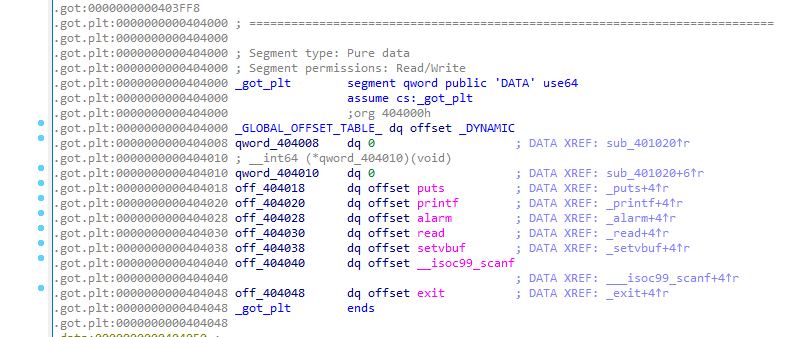 .got:0000000000403FF8
.got.plt:0000000000404000 ; ===========================================================================
.got.plt:0000000000404000
.got.plt:0000000000404000 ; Segment type: Pure data
.got.plt:0000000000404000 ; Segment permissions: Read/Write
.got.plt:0000000000404000 _got_plt segment qword public 'DATA' use64
.got.plt:0000000000404000 assume cs:_got_plt
.got.plt:0000000000404000 ;org 404000h
.got.plt:0000000000404000 _GLOBAL_OFFSET_TABLE_ dq offset _DYNAMIC
.got.plt:0000000000404008 qword_404008 dq 0 ; DATA XREF: sub_401020↑r
.got.plt:0000000000404010 ; __int64 (*qword_404010)(void)
.got.plt:0000000000404010 qword_404010 dq 0 ; DATA XREF: sub_401020+6↑r
.got.plt:0000000000404018 off_404018 dq offset puts ; DATA XREF: _puts+4↑r
.got.plt:0000000000404020 off_404020 dq offset printf ; DATA XREF: _printf+4↑r
.got.plt:0000000000404028 off_404028 dq offset alarm ; DATA XREF: _alarm+4↑r
.got.plt:0000000000404030 off_404030 dq offset read ; DATA XREF: _read+4↑r
.got.plt:0000000000404038 off_404038 dq offset setvbuf ; DATA XREF: _setvbuf+4↑r
.got.plt:0000000000404040 off_404040 dq offset __isoc99_scanf
.got.plt:0000000000404040 ; DATA XREF: ___isoc99_scanf+4↑r
.got.plt:0000000000404048 off_404048 dq offset exit ; DATA XREF: _exit+4↑r
.got.plt:0000000000404048 _got_plt ends
.got.plt:0000000000404048